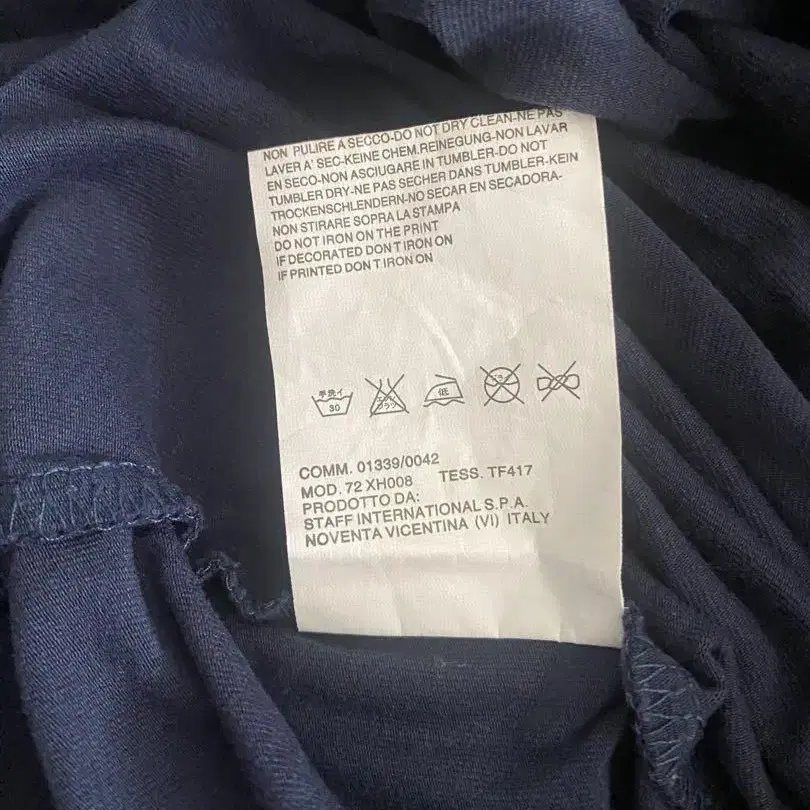 NON PULIRE A SECCO-DO NOT DRY CLEAN-NE PAS
LAVER A' SEC-KEINE CHEM.REINEGUNG-NON LAVAR
EN SECO-NON ASCIUGARE IN TUMBLER-DO NOT
TUMBLER DRY-NE PAS SECHER DANS TUMBLER-KEIN
TROCKENSCHLENDERN-NO SECAR EN SECADORA-
NON STIRARE SOPRA LA STAMPA
DO NOT IRON ON THE PRINT
IF DECORATED DON T IRON ON
IF PRINTED DON T IRON ON
手洗イ 30 低
COMM. 01339/0042
MOD. 72 XH008 TESS. TF417
PRODOTTO DA:
STAFF INTERNATIONAL S.P.A.
NOVENTA VICENTINA (VI) ITALY